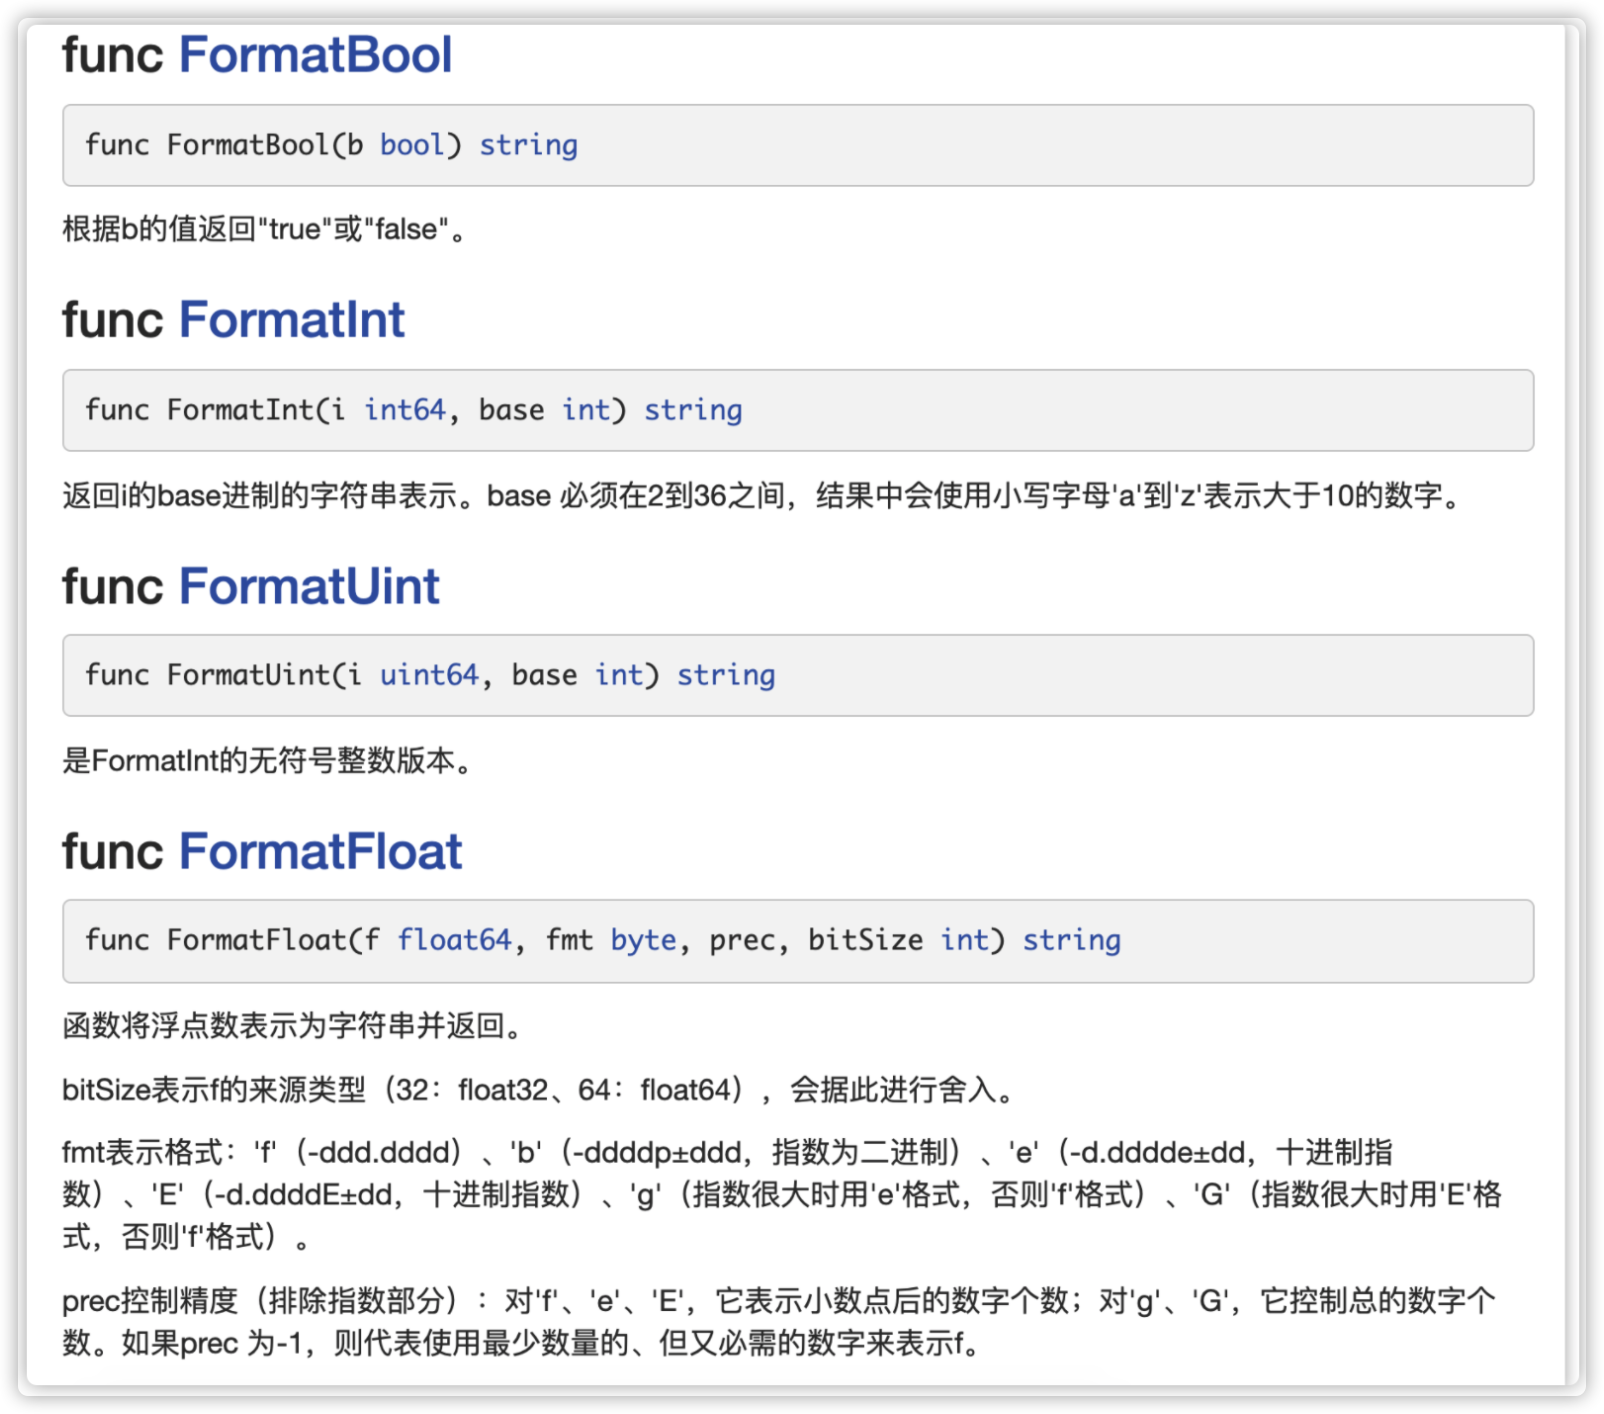 func FormatBool
func FormatBool(b bool) string
根据b的值返回"true"或"false"。
func FormatInt
func FormatInt(i int64, base int) string
返回i的base进制的字符串表示。base 必须在2到36之间，结果中会使用小写字母'a'到'z'表示大于10的数字。
func FormatUint
func FormatUint(i uint64, base int) string
是FormatInt的无符号整数版本。
func FormatFloat
func FormatFloat(f float64, fmt byte, prec, bitSize int) string
函数将浮点数表示为字符串并返回。
bitSize表示f的来源类型（32：float32、64：float64），会据此进行舍入。
fmt表示格式：'f'（-ddd.dddd）、'b'（-ddddp±ddd，指数为二进制）、'e'（-d.dddde±dd，十进制指
数）、'E'（-d.ddddE±dd，十进制指数）、'g'（指数很大时用'e'格式，否则'f'格式）、'G'（指数很大时用'E'格
式，否则'f'格式）。
prec控制精度（排除指数部分）：对'f'、'e'、'E'，它表示小数点后的数字个数；对'g'、'G'，它控制总的数字个
数。如果prec 为-1，则代表使用最少数量的、但又必需的数字来表示f。